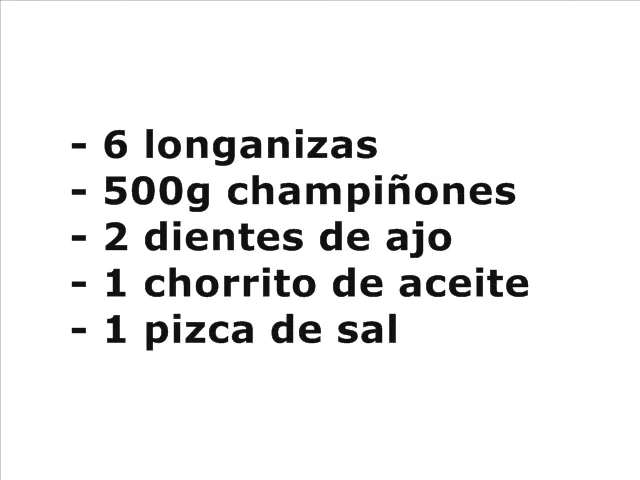 - 6 longanizas
- 500g champiñones
- 2 dientes de ajo
- 1 chorrito de aceite
- 1 pizca de sal